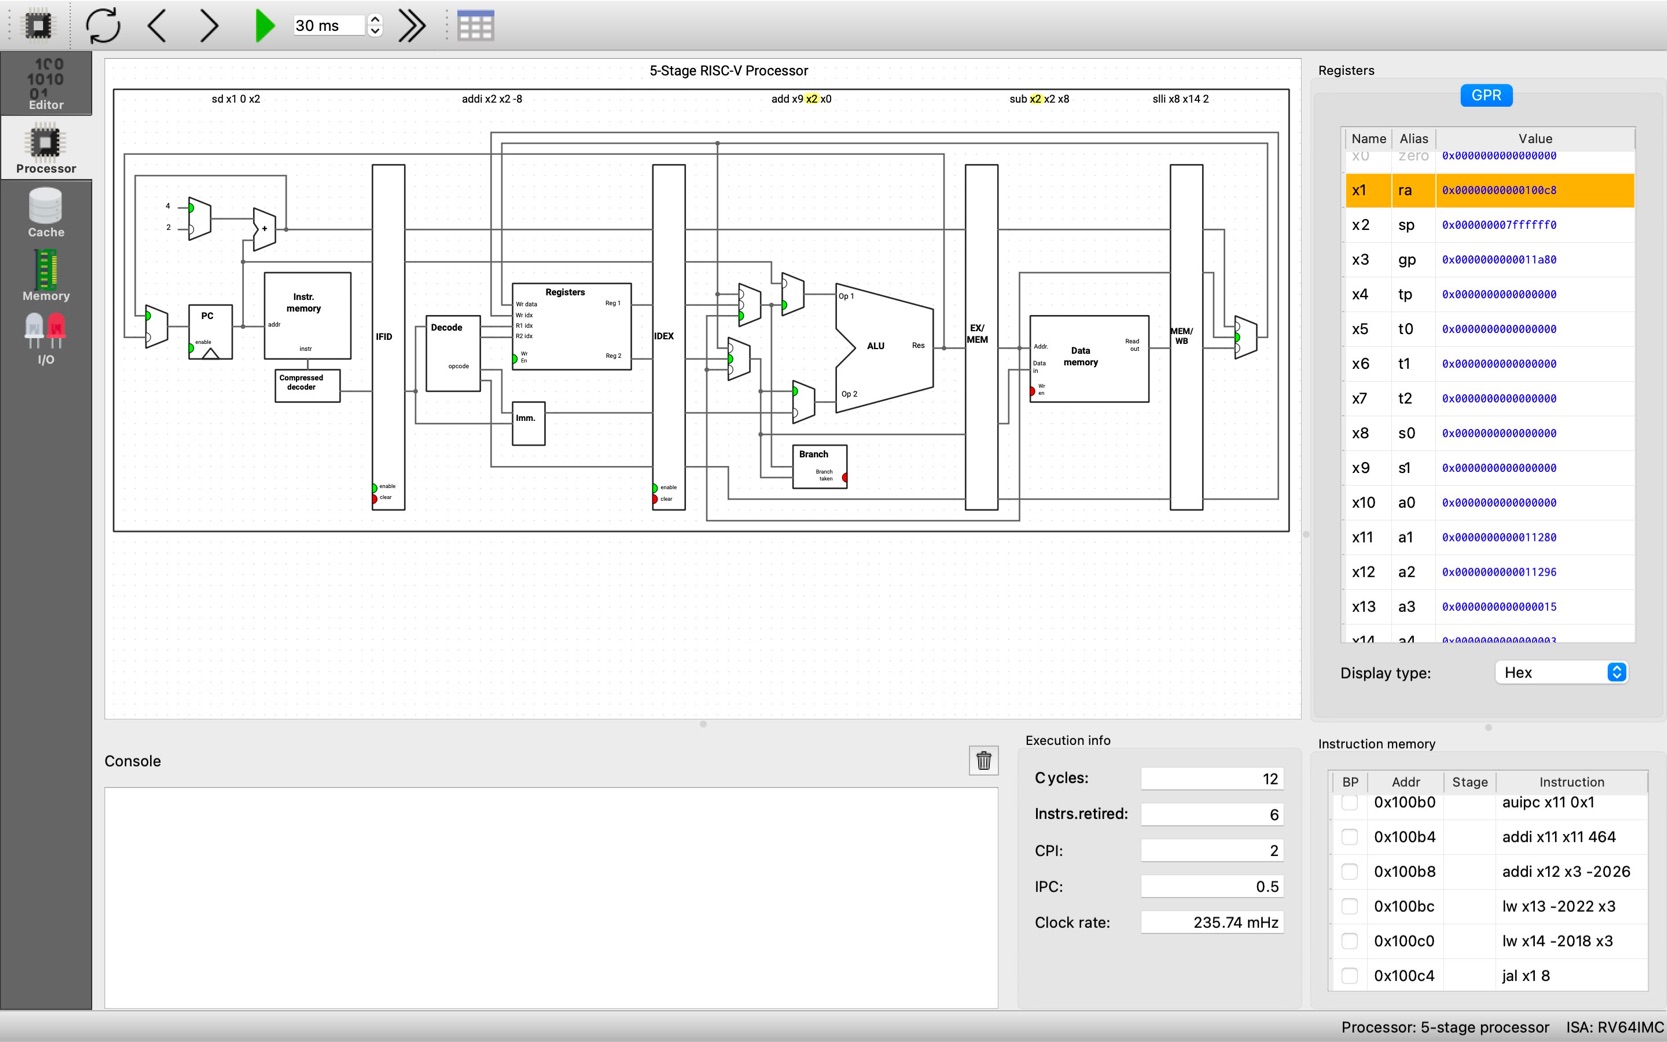 30 ms
100
1010
01
Editor
Processor
Cache
Memory
I/O
5-Stage RISC-V Processor
sd x1 0 x2
addi x2 x2 -8
add x9 x2 x0
sub x2 x2 x8
slli x8 x14 2
4
2
+
PC
enable
Instr.
memory
addr
instr
Compressed
decoder
IFID
enable
clear
Decode
opcode
Registers
Wr data
Wr idx
R1 idx
R2 idx
Wr
En
Reg 1
Reg 2
Imm.
IDEX
enable
clear
Op 1
ALU
Res
Op 2
Branch
Branch
taken
EX/
MEM
Addr.
Data
in
Wr
en
Data
memory
Read
out
MEM/
WB
Registers
GPR
Name Alias Value
x0 zero 0x0000000000000000
x1 ra 0x00000000000100c8
x2 sp 0x000000007ffffff0
x3 gp 0x0000000000011a80
x4 tp 0x0000000000000000
x5 t0 0x0000000000000000
x6 t1 0x0000000000000000
x7 t2 0x0000000000000000
x8 s0 0x0000000000000000
x9 s1 0x0000000000000000
x10 a0 0x0000000000000000
x11 a1 0x0000000000011280
x12 a2 0x0000000000011296
x13 a3 0x0000000000000015
x14 a4 0x0000000000000003
Display type: Hex
Console
Execution info
Cycles: 12
Instrs.retired: 6
CPI: 2
IPC: 0.5
Clock rate: 235.74 mHz
Instruction memory
BP Addr Stage Instruction
0x100b0 auipc x11 0x1
0x100b4 addi x11 x11 464
0x100b8 addi x12 x3 -2026
0x100bc lw x13 -2022 x3
0x100c0 lw x14 -2018 x3
0x100c4 jal x1 8
Processor: 5-stage processor ISA: RV64IMC